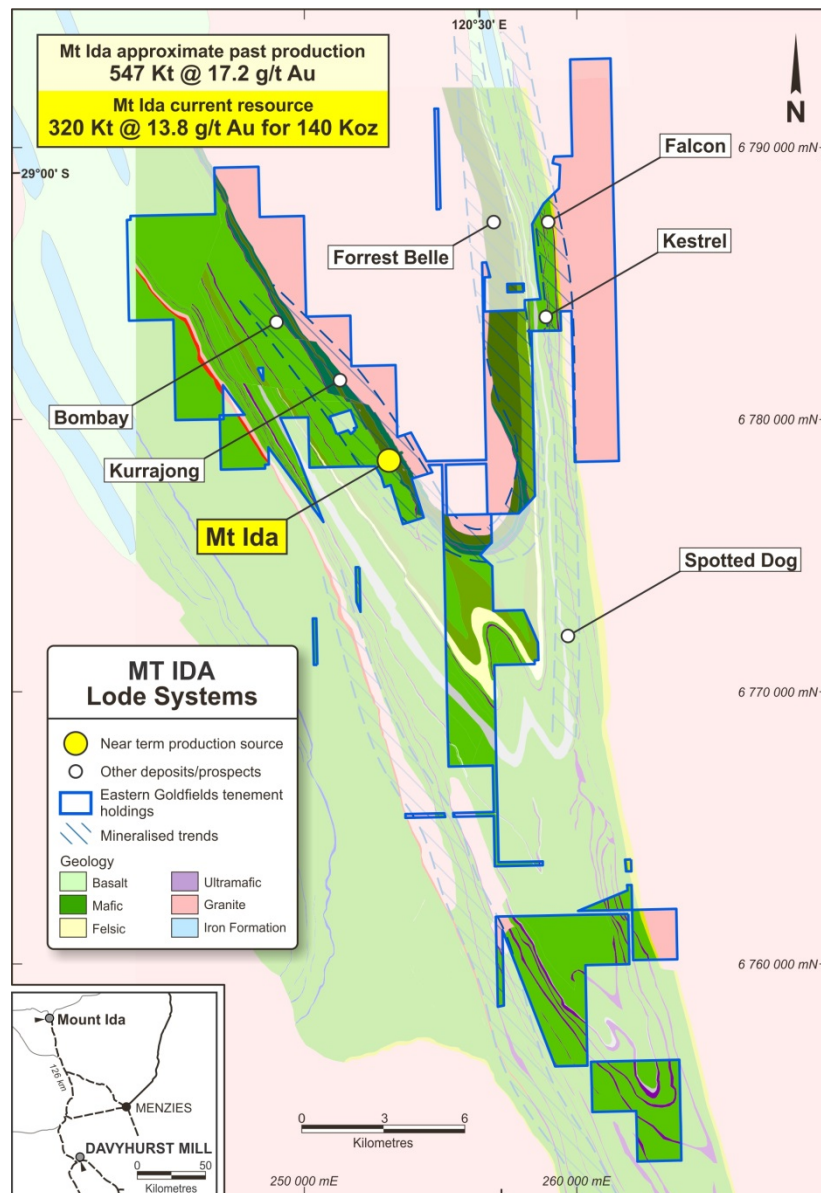 120°30' E
Mt Ida approximate past production
547 Kt @ 17.2 g/t Au
Mt Ida current resource
320 Kt @ 13.8 g/t Au for 140 Koz
N
6 790 000 mN
29°00' S
Falcon
Kestrel
Forrest Belle
Bombay
6 780 000 mN
Kurrajong
Mt Ida
Spotted Dog
6 770 000 mN
MT IDA
Lode Systems
Near term production source
Other deposits/prospects
Eastern Goldfields tenement
holdings
Mineralised trends
Geology
Basalt
Ultramafic
Mafic
Granite
Felsic
Iron Formation
6 760 000 mN
Mount Ida
126 km
MENZIES
DAVYHURST MILL
0 50
Kilometres
0 3 6
Kilometres
250 000 mE
260 000 mE